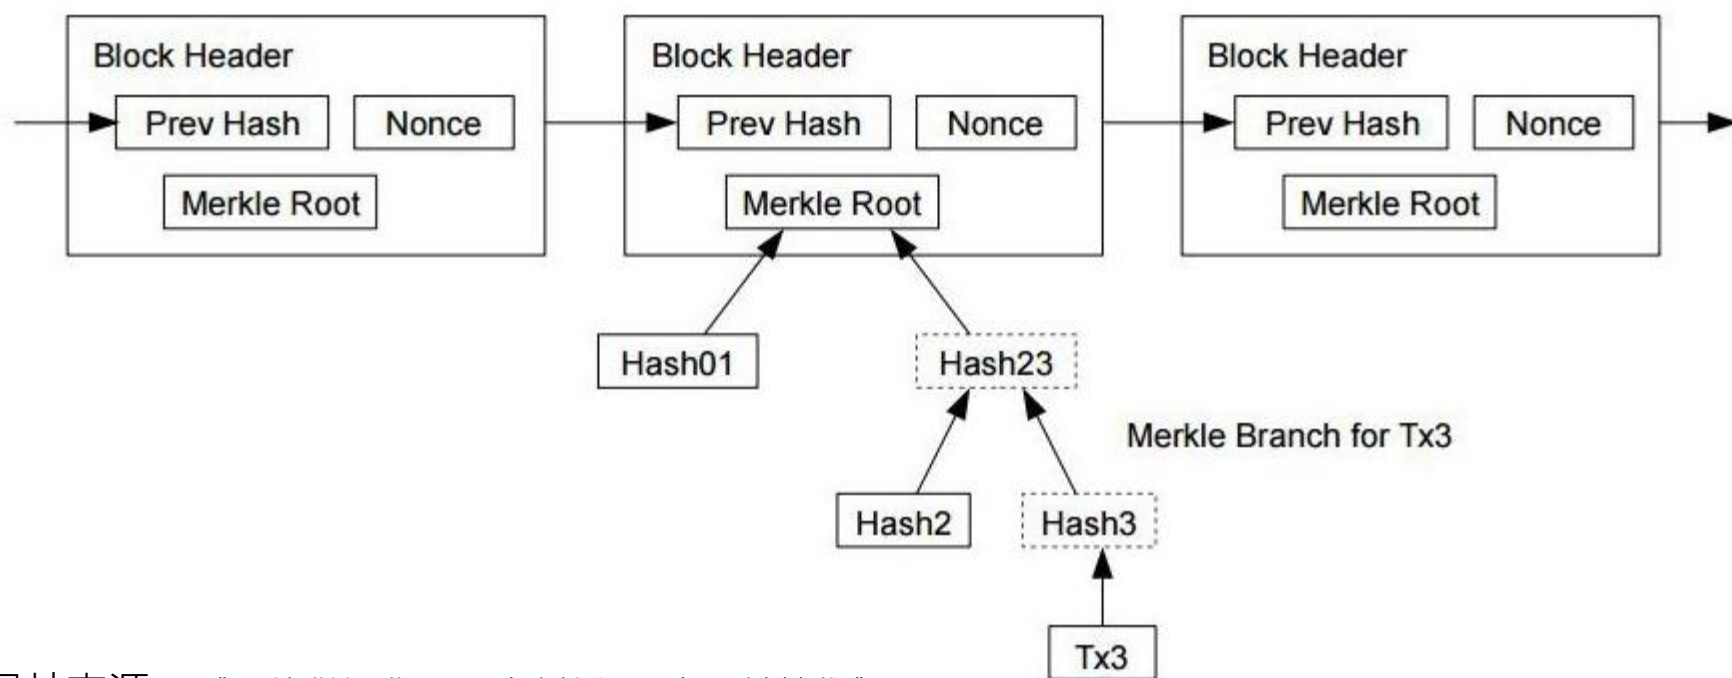 Block Header
Block Header
Block Header
Prev Hash
Nonce
Prev Hash
Nonce
Prev Hash
Nonce
Merkle Root
Merkle Root
Merkle Root
Hash01
Hash23
Merkle Branch for Tx3
Hash2
Hash3
Tx3